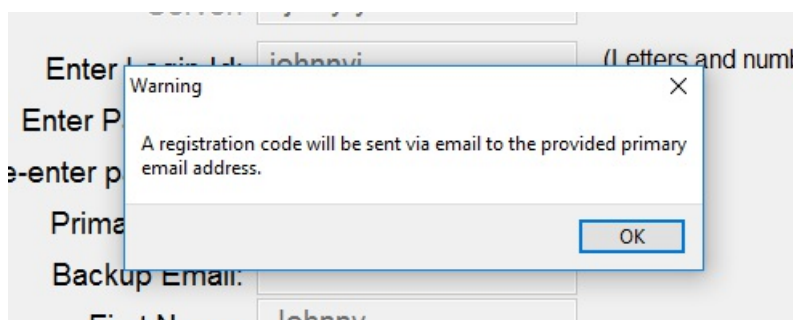 Enter
johnnyj
(Letters and numb
Warning
Enter P
A registration code will be sent via email to the provided primary
email address.
e-enter p
Prima
OK
Backup Email:
Johnny